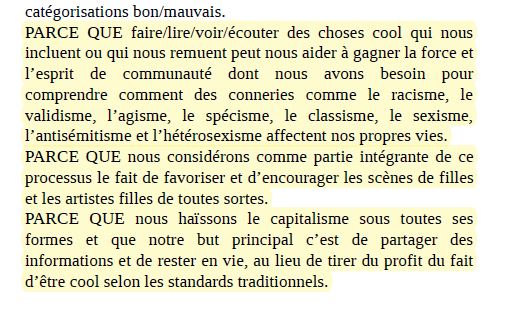 catégorisations bon/mauvais.
PARCE QUE faire/lire/voir/écouter des choses cool qui nous
incluent ou qui nous remuent peut nous aider à gagner la force et
l’esprit de communauté dont nous avons besoin pour
comprendre comment des conneries comme le racisme, le
validisme, l’agisme, le spécisme, le classisme, le sexisme,
l’antisémitisme et l’hétérosexisme affectent nos propres vies.
PARCE QUE nous considérons comme partie intégrante de ce
processus le fait de favoriser et d’encourager les scènes de filles
et les artistes filles de toutes sortes.
PARCE QUE nous haïssons le capitalisme sous toutes ses
formes et que notre but principal c’est de partager des
informations et de rester en vie, au lieu de tirer du profit du fait
d’être cool selon les standards traditionnels.